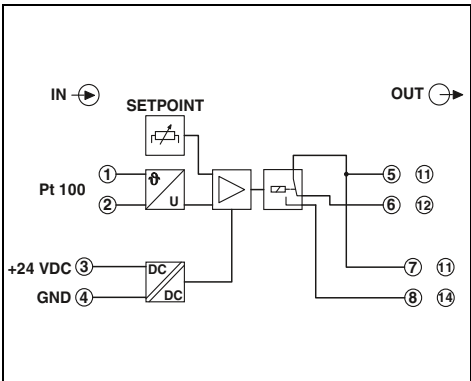 IN OUT
SETPOINT
① ϑ ⑤ ⑪
Pt 100
② U ⑥ ⑫
+24 VDC ③ DC ⑦ ⑪
GND ④ DC ⑧ ⑭